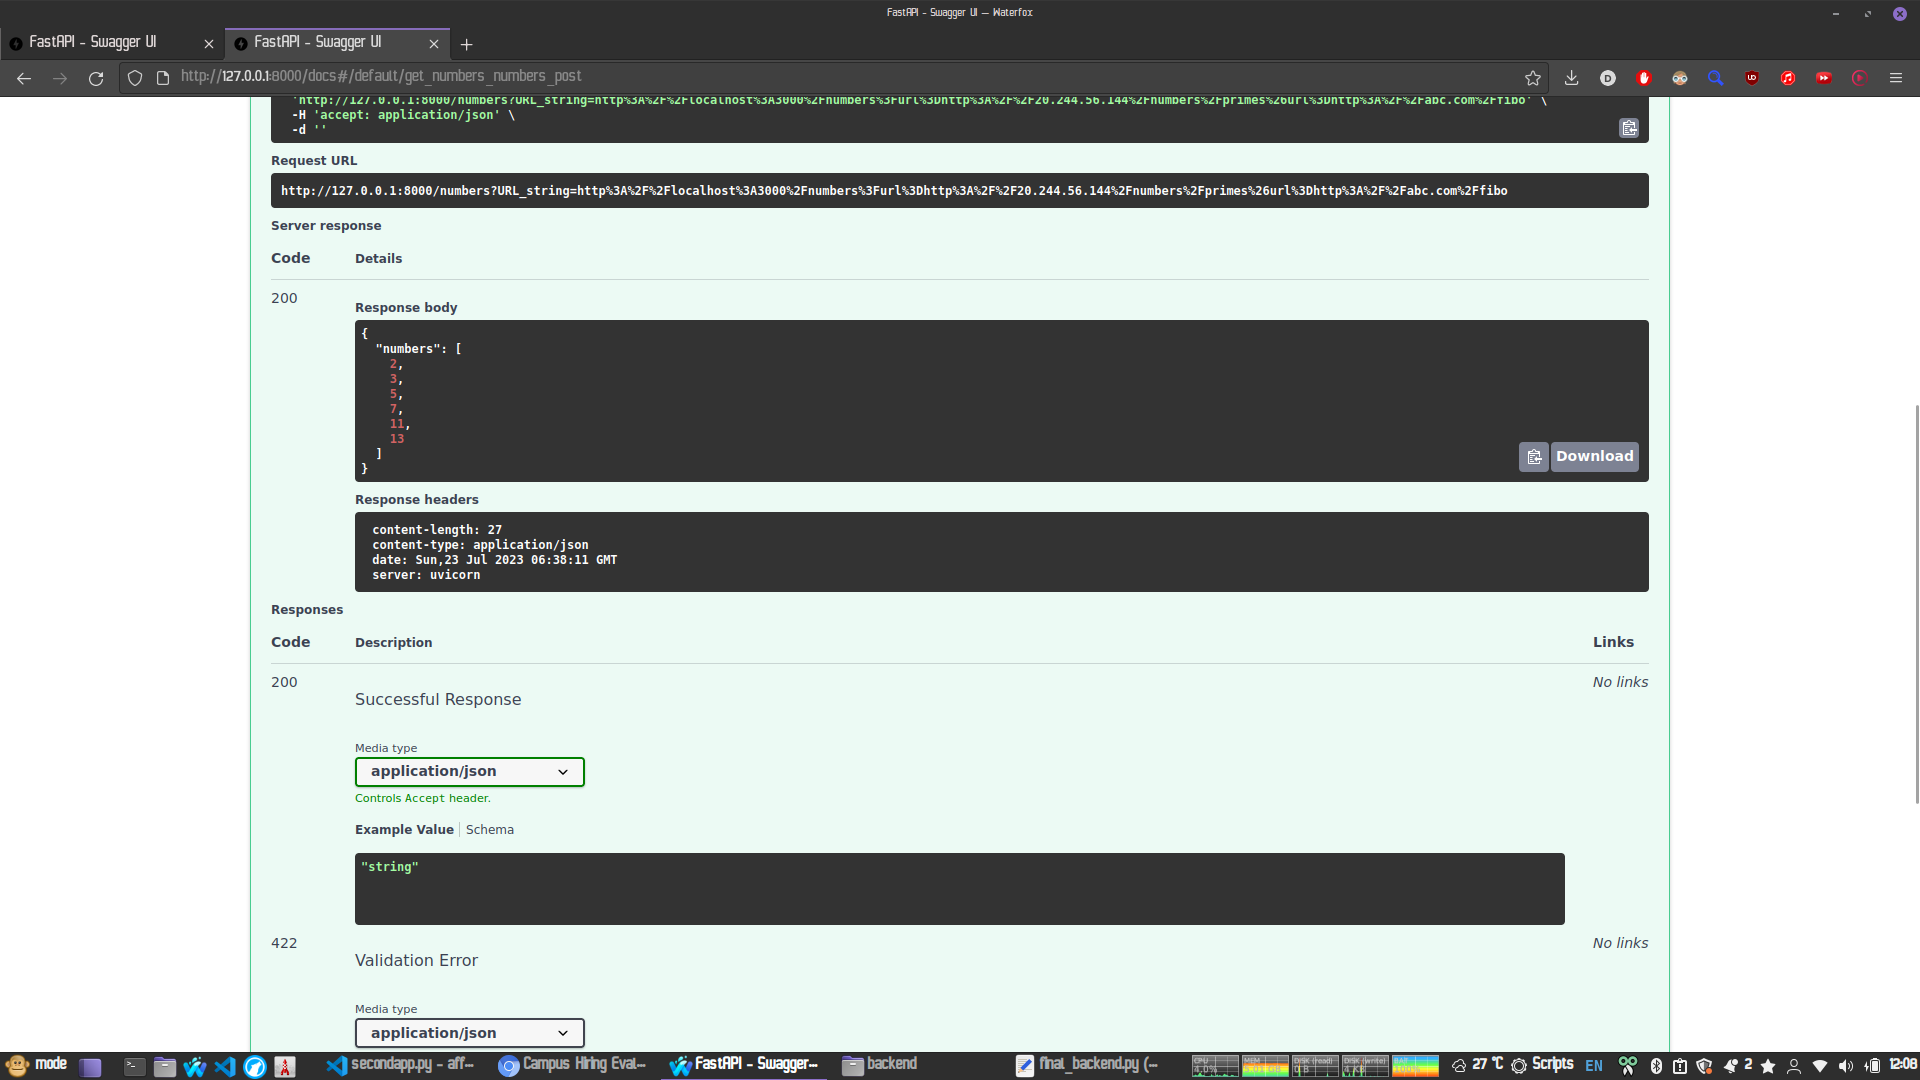 FastAPI - Swagger UI — Waterfox
FastAPI - Swagger UI
FastAPI - Swagger UI
http://127.0.0.1:8000/docs#/default/get_numbers_numbers_post
'http://127.0.0.1:8000/numbers?URL_string=http%3A%2F%2Flocalhost%3A3000%2Fnumbers%3Furl%3Dhttp%3A%2F%2F20.244.56.144%2Fnumbers%2Fprimes%26url%3Dhttp%3A%2F%2Fabc.com%2Ffibo' \
-H 'accept: application/json' \
-d ''
Request URL
http://127.0.0.1:8000/numbers?URL_string=http%3A%2F%2Flocalhost%3A3000%2Fnumbers%3Furl%3Dhttp%3A%2F%2F20.244.56.144%2Fnumbers%2Fprimes%26url%3Dhttp%3A%2F%2Fabc.com%2Ffibo
Server response
Code Details
200
Response body
{
"numbers": [
2,
3,
5,
7,
11,
13
]
}
Download
Response headers
content-length: 27
content-type: application/json
date: Sun,23 Jul 2023 06:38:11 GMT
server: uvicorn
Responses
Code Description Links
200 No links
Successful Response
Media type
application/json
Controls Accept header.
Example Value Schema
"string"
422 No links
Validation Error
Media type
application/json
mode secondapp.py - aff... Campus Hiring Eval... FastAPI - Swagger... backend final_backend.py (~... 27 °C Scripts EN 2 12:08